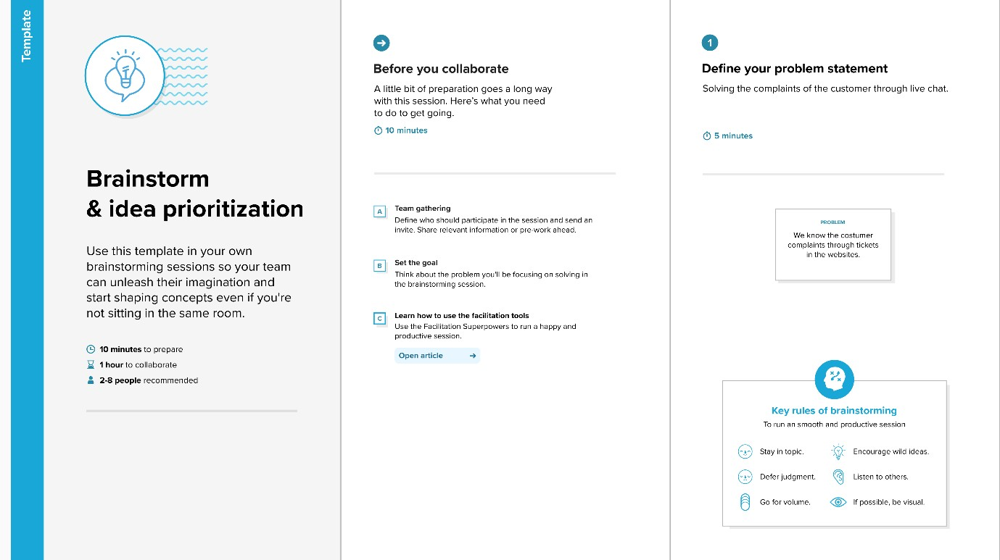 Template
Brainstorm
& idea prioritization
Use this template in your own
brainstorming sessions so your team
can unleash their imagination and
start shaping concepts even if you're
not sitting in the same room.
10 minutes to prepare
1 hour to collaborate
2-8 people recommended
Before you collaborate
A little bit of preparation goes a long way
with this session. Here's what you need
to do to get going.
10 minutes
A
Team gathering
Define who should participate in the session and send an
invite. Share relevant information or pre-work ahead.
B
Set the goal
Think about the problem you'll be focusing on solving in
the brainstorming session.
C
Learn how to use the facilitation tools
Use the Facilitation Superpowers to run a happy and
productive session.
Open article
1
Define your problem statement
Solving the complaints of the customer through live chat.
5 minutes
PROBLEM
We know the costumer
complaints through tickets
in the websites.
Key rules of brainstorming
To run an smooth and productive session
Stay in topic.
Encourage wild ideas.
Defer judgment.
Listen to others.
Go for volume.
If possible, be visual.